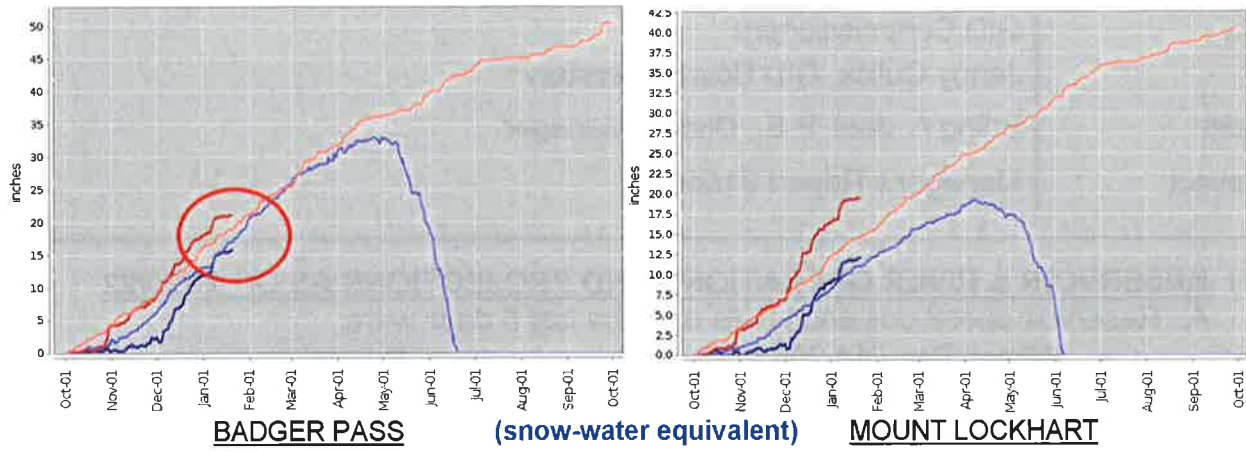 50
45
40
35
30
25
20
15
10
5
0
inches
Oct-01
Nov-01
Dec-01
Jan-01
Feb-01
Mar-01
Apr-01
May-01
Jun-01
Jul-01
Aug-01
Sep-01
Oct-01
BADGER PASS
(snow-water equivalent)
42.5
40.0
37.5
35.0
32.5
30.0
27.5
25.0
22.5
20.0
17.5
15.0
12.5
10.0
7.5
5.0
2.5
0.0
inches
Oct-01
Nov-01
Dec-01
Jan-01
Feb-01
Mar-01
Apr-01
May-01
Jun-01
Jul-01
Aug-01
Sep-01
Oct-01
MOUNT LOCKHART